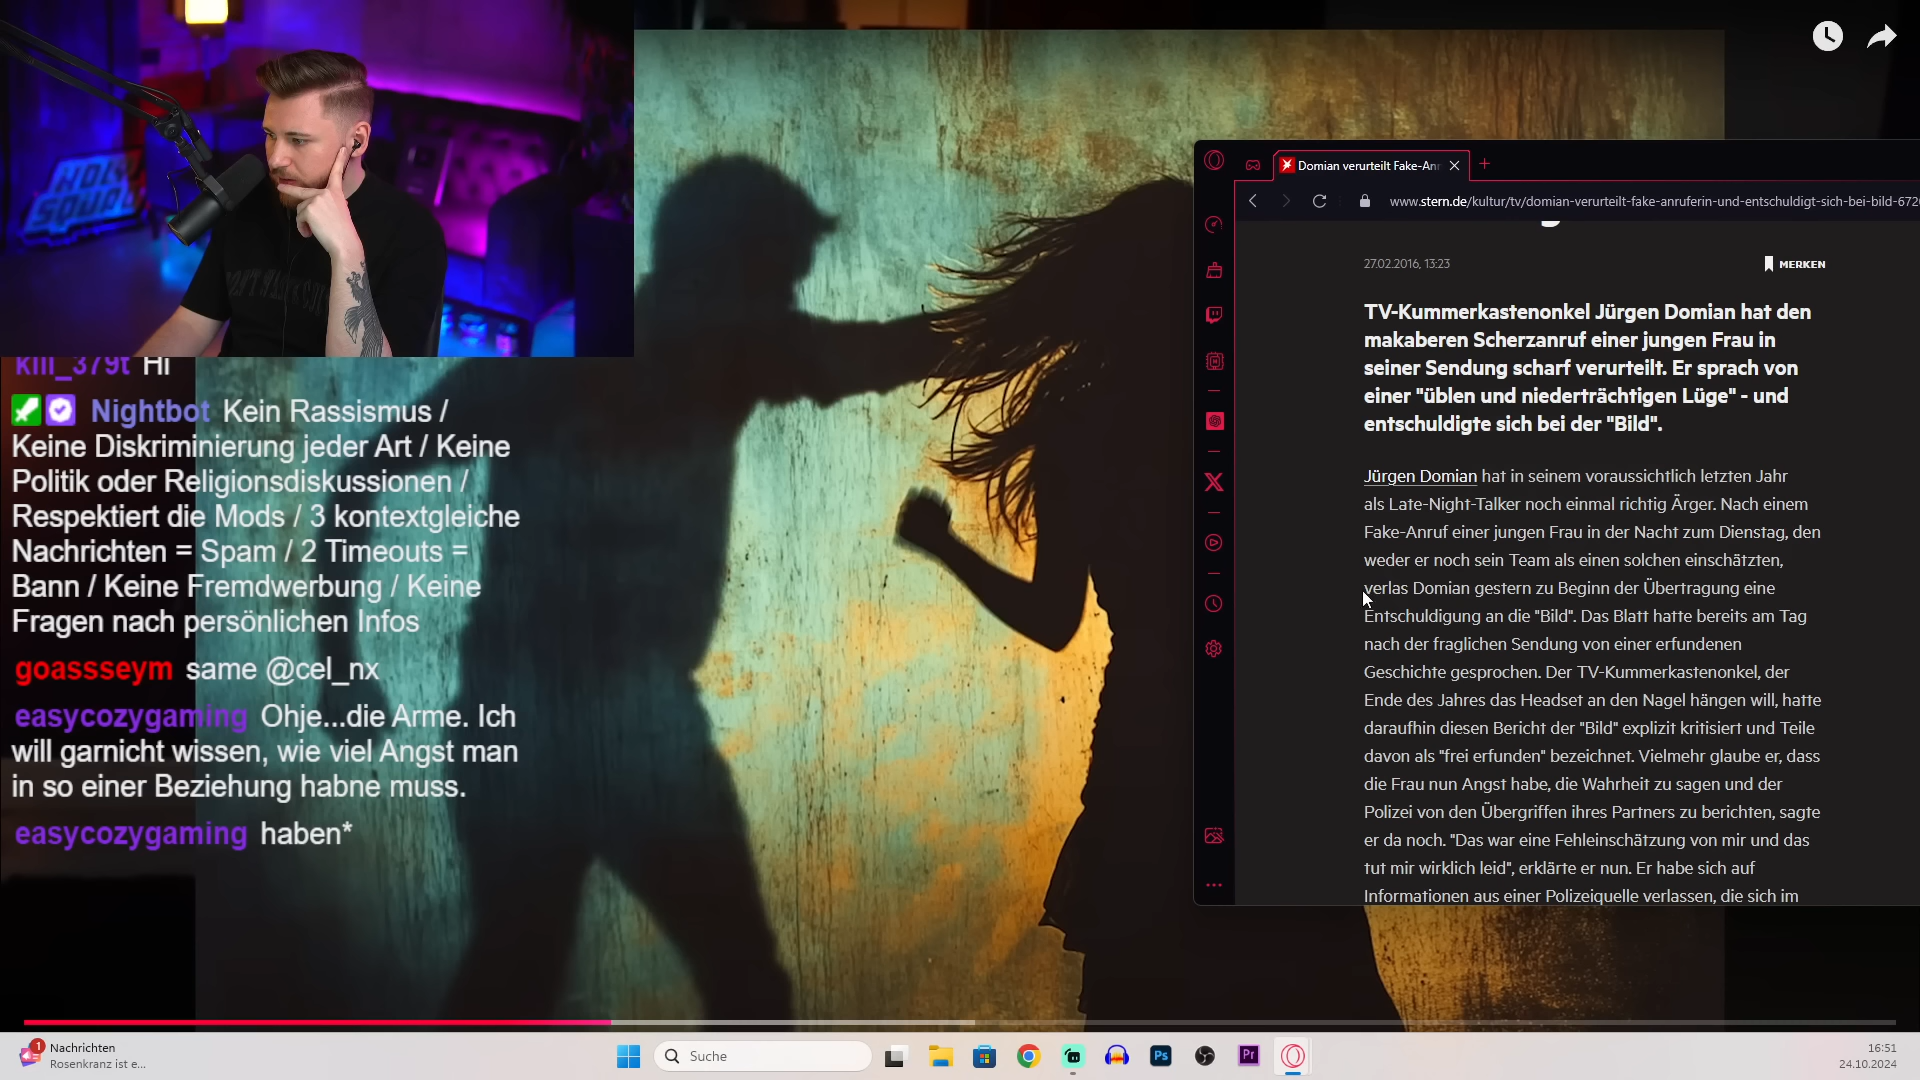 HOLY
SQUAD
kill_379t Hi
Nightbot Kein Rassismus /
Keine Diskriminierung jeder Art / Keine
Politik oder Religionsdiskussionen /
Respektiert die Mods / 3 kontextgleiche
Nachrichten = Spam / 2 Timeouts =
Bann / Keine Fremdwerbung / Keine
Fragen nach persönlichen Infos
goassseym same @cel_nx
easycozygaming Ohje...die Arme. Ich
will garnicht wissen, wie viel Angst man
in so einer Beziehung habne muss.
easycozygaming haben*
Domian verurteilt Fake-Anr
www.stern.de/kultur/tv/domian-verurteilt-fake-anruferin-und-entschuldigt-sich-bei-bild-672
27.02.2016, 13:23
MERKEN
TV-Kummerkastenonkel Jürgen Domian hat den
makaberen Scherzanruf einer jungen Frau in
seiner Sendung scharf verurteilt. Er sprach von
einer "üblen und niederträchtigen Lüge" - und
entschuldigte sich bei der "Bild".
Jürgen Domian hat in seinem voraussichtlich letzten Jahr
als Late-Night-Talker noch einmal richtig Ärger. Nach einem
Fake-Anruf einer jungen Frau in der Nacht zum Dienstag, den
weder er noch sein Team als einen solchen einschätzten,
verlas Domian gestern zu Beginn der Übertragung eine
Entschuldigung an die "Bild". Das Blatt hatte bereits am Tag
nach der fraglichen Sendung von einer erfundenen
Geschichte gesprochen. Der TV-Kummerkastenonkel, der
Ende des Jahres das Headset an den Nagel hängen will, hatte
daraufhin diesen Bericht der "Bild" explizit kritisiert und Teile
davon als "frei erfunden" bezeichnet. Vielmehr glaube er, dass
die Frau nun Angst habe, die Wahrheit zu sagen und der
Polizei von den Übergriffen ihres Partners zu berichten, sagte
er da noch. "Das war eine Fehleinschätzung von mir und das
tut mir wirklich leid", erklärte er nun. Er habe sich auf
Informationen aus einer Polizeiquelle verlassen, die sich im
1
Nachrichten
Rosenkranz ist e...
Suche
Ps
Pr
16:51
24.10.2024